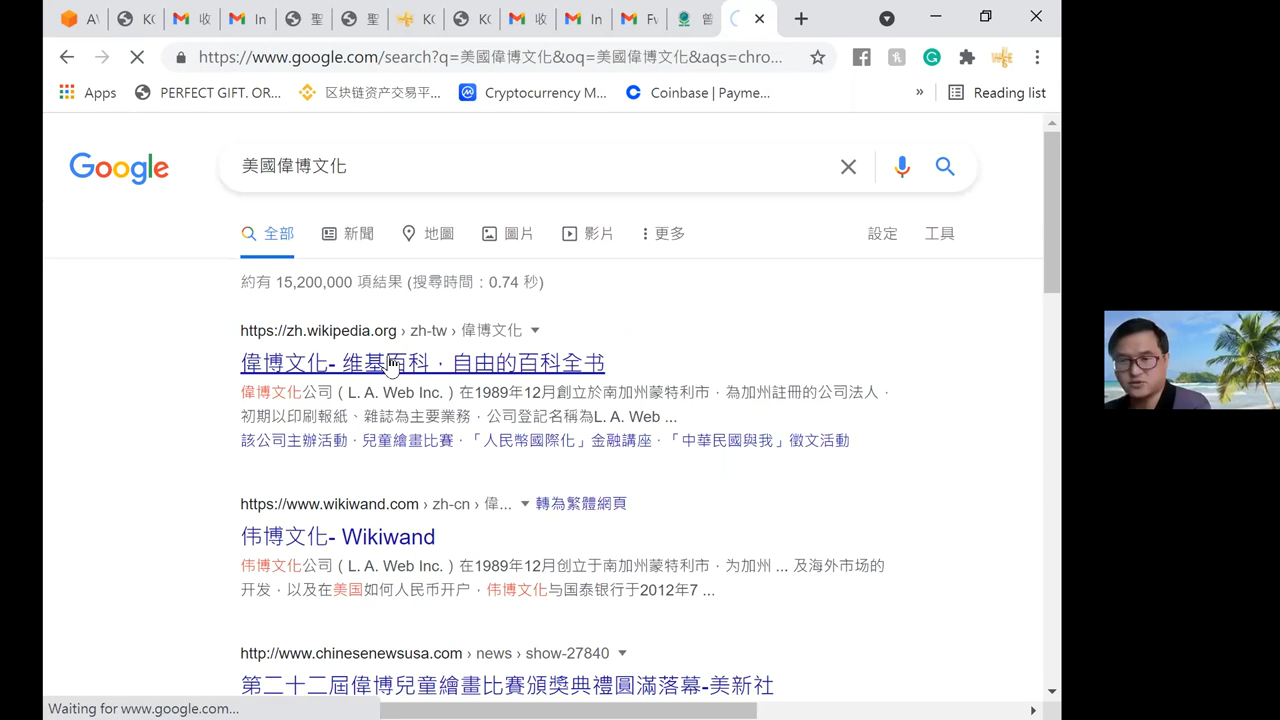 https://www.google.com/search?q=美國偉博文化&oq=美國偉博文化&aqs=chro...
Apps
PERFECT GIFT. OR...
区块链资产交易平...
Cryptocurrency M...
Coinbase | Payme...
»
Reading list
Google
美國偉博文化
全部
新聞
地圖
圖片
影片
更多
設定
工具
約有 15,200,000 項結果 (搜尋時間：0.74 秒)
https://zh.wikipedia.org › zh-tw › 偉博文化
偉博文化- 维基百科，自由的百科全书
偉博文化公司（L. A. Web Inc.）在1989年12月創立於南加州蒙特利市，為加州註冊的公司法人，
初期以印刷報紙、雜誌為主要業務，公司登記名稱為L. A. Web ...
該公司主辦活動 · 兒童繪畫比賽 · 「人民幣國際化」金融講座 · 「中華民國與我」徵文活動
https://www.wikiwand.com › zh-cn › 偉... 轉為繁體網頁
伟博文化- Wikiwand
伟博文化公司（L. A. Web Inc.）在1989年12月创立于南加州蒙特利市，为加州 ... 及海外市场的
开发，以及在美国如何人民币开户，伟博文化与国泰银行于2012年7 ...
http://www.chinesenewsusa.com › news › show-27840
第二十二屆偉博兒童繪畫比賽頒獎典禮圓滿落幕-美新社
Waiting for www.google.com...